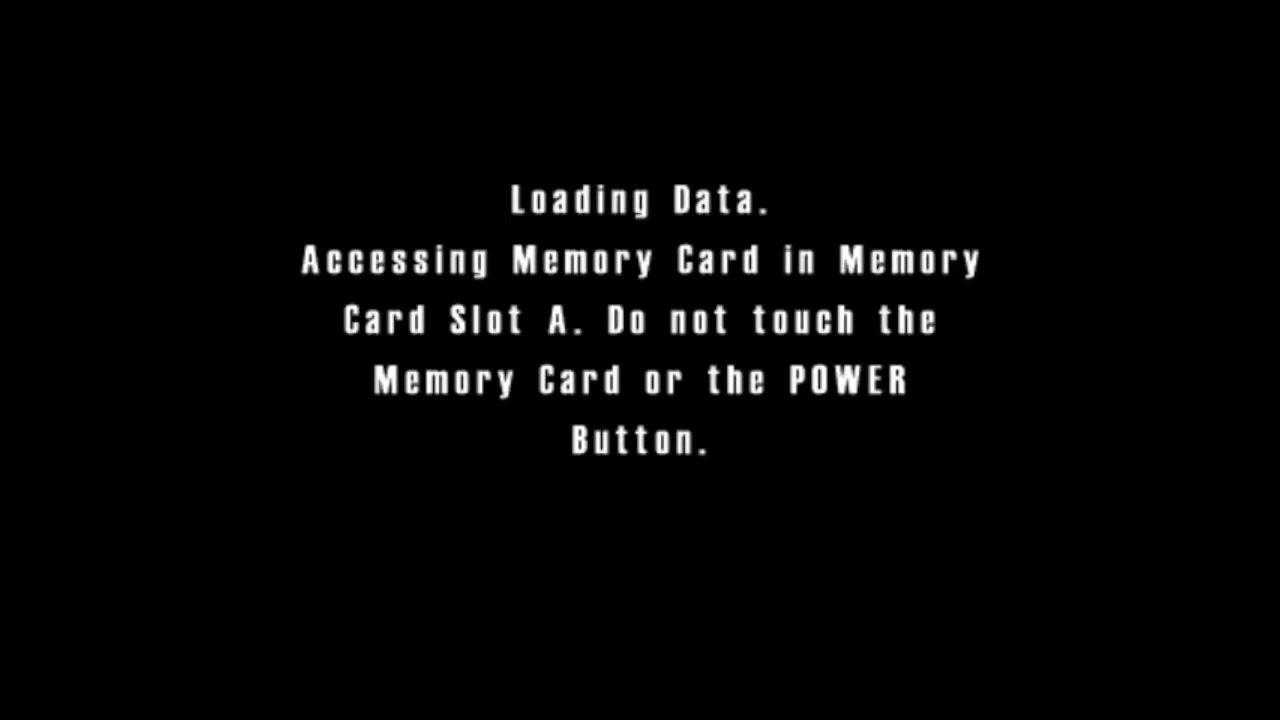 Loading Data.
Accessing Memory Card in Memory
Card Slot A. Do not touch the
Memory Card or the POWER
Button.